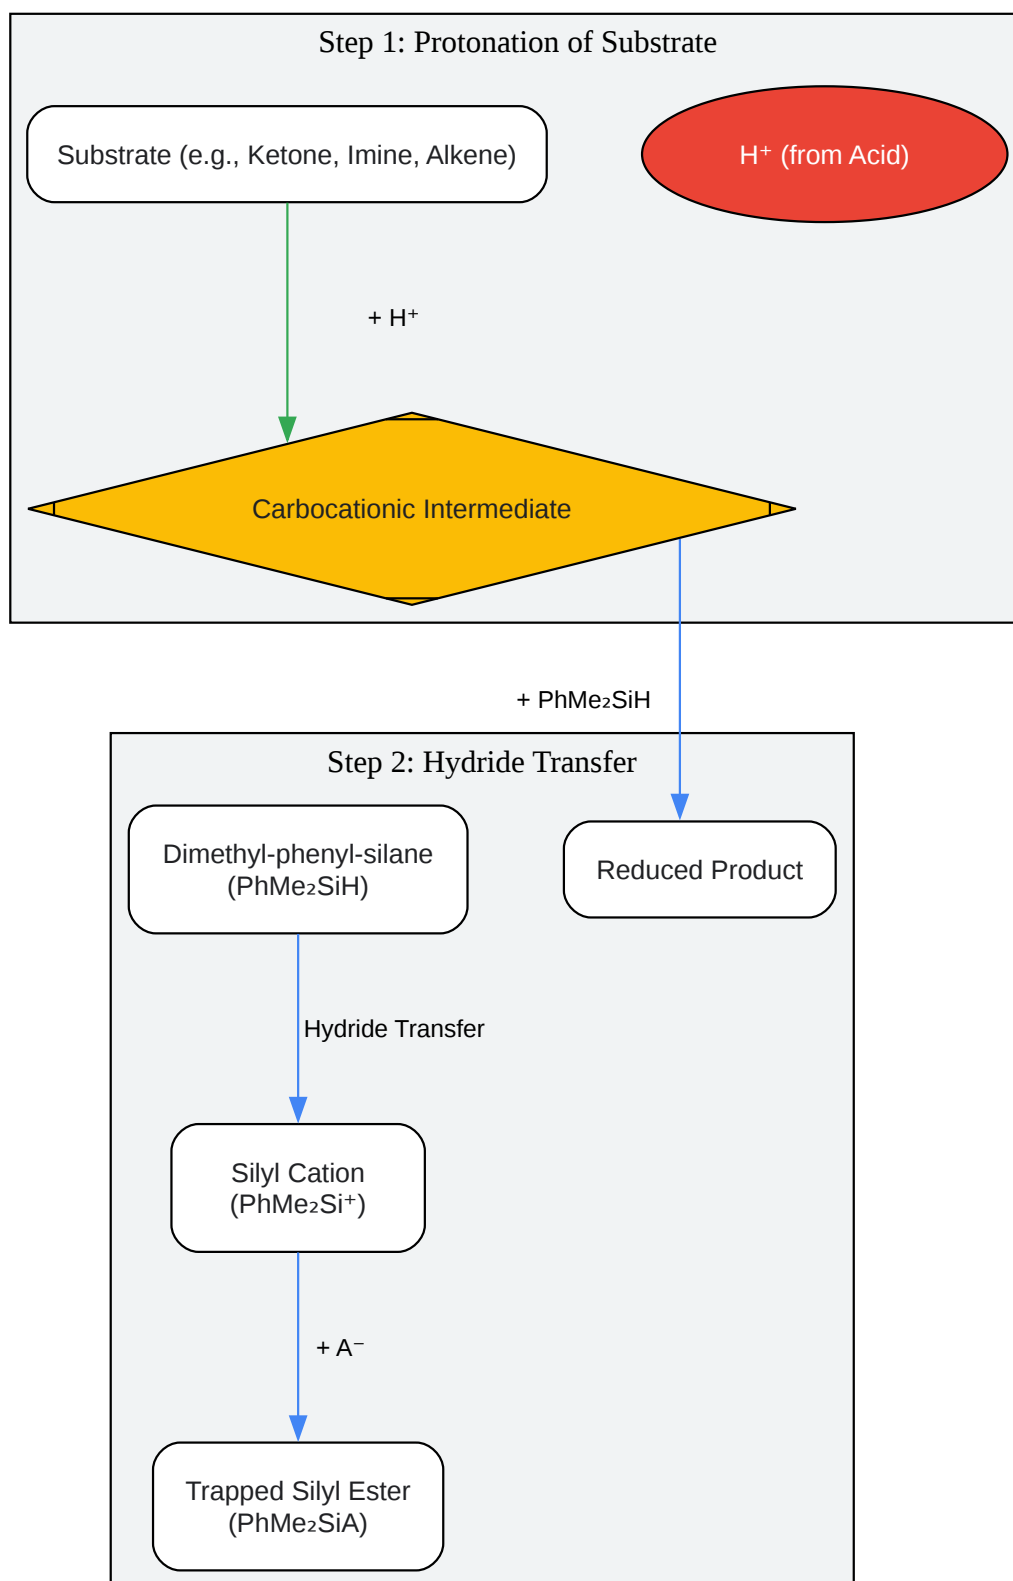 Step 1: Protonation of Substrate
Substrate (e.g., Ketone, Imine, Alkene)
H⁺ (from Acid)
+ H⁺
Carbocationic Intermediate
+ PhMe₂SiH
Step 2: Hydride Transfer
Dimethyl-phenyl-silane
(PhMe₂SiH)
Reduced Product
Hydride Transfer
Silyl Cation
(PhMe₂Si⁺)
+ A⁻
Trapped Silyl Ester
(PhMe₂SiA)